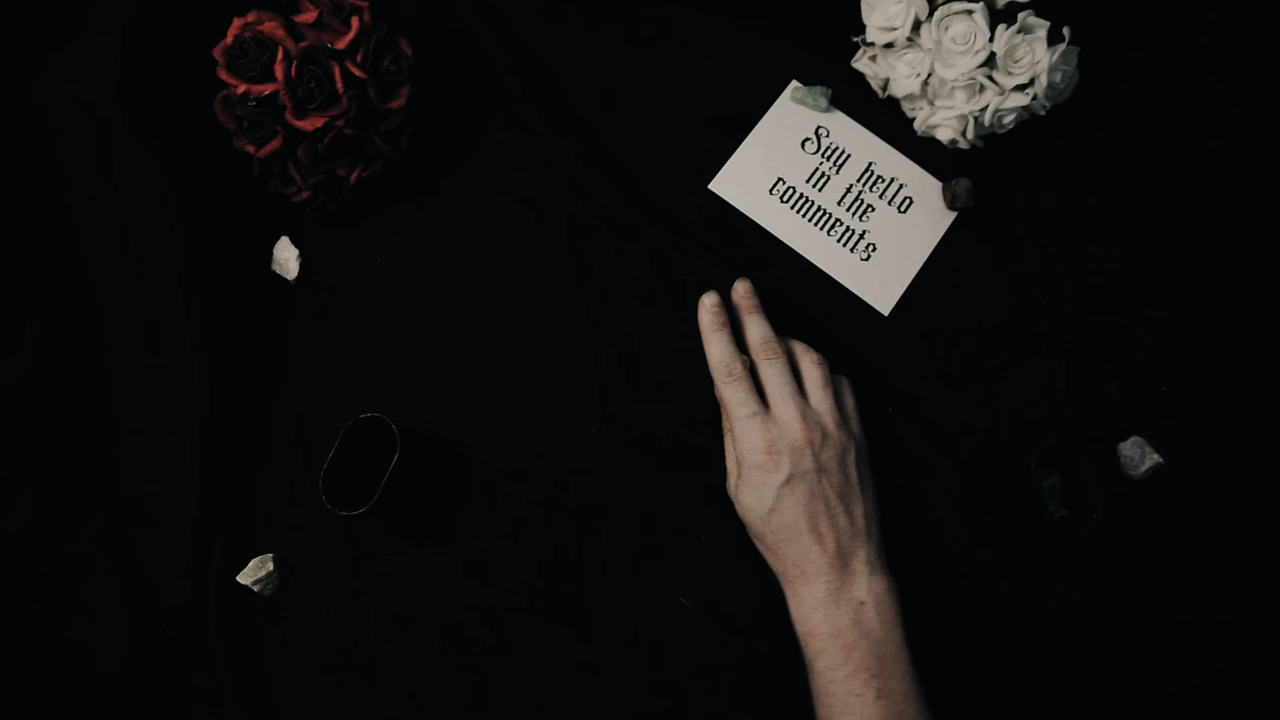 Say hello
in the
comments